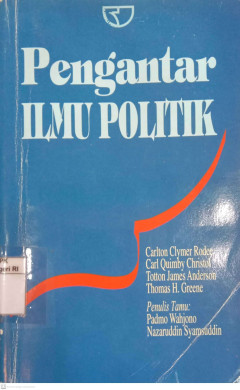 Pengantar
ILMU POLITIK
Carlton Clymer Rodee
Carl Quimby Christol
Totton James Anderson
Thomas H. Greene
Penulis Tamu:
Padmo Wahjono
Nazaruddin Syamsuddin